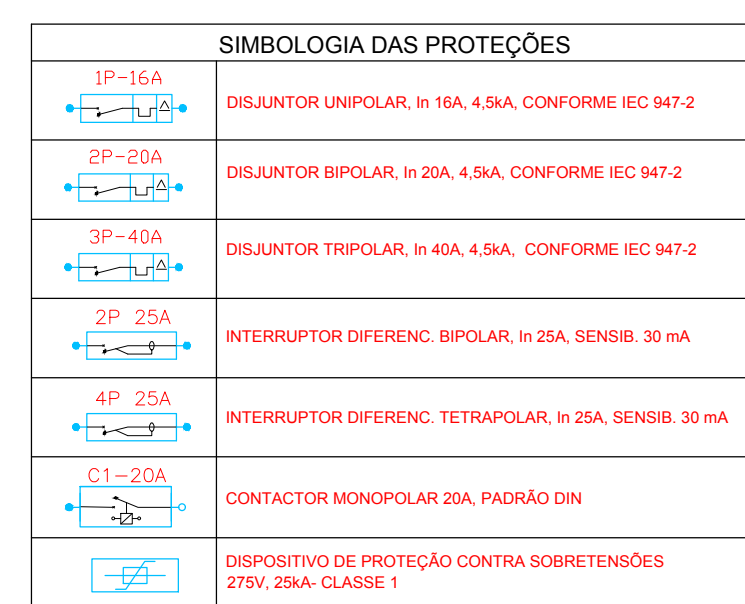 SIMBOLOGIA DAS PROTEÇÕES
1P-16A
DISJUNTOR UNIPOLAR, In 16A, 4,5kA, CONFORME IEC 947-2
2P-20A
DISJUNTOR BIPOLAR, In 20A, 4,5kA, CONFORME IEC 947-2
3P-40A
DISJUNTOR TRIPOLAR, In 40A, 4,5kA, CONFORME IEC 947-2
2P 25A
INTERRUPTOR DIFERENC. BIPOLAR, In 25A, SENSIB. 30 mA
4P 25A
INTERRUPTOR DIFERENC. TETRAPOLAR, In 25A, SENSIB. 30 mA
C1-20A
CONTACTOR MONOPOLAR 20A, PADRÃO DIN
DISPOSITIVO DE PROTEÇÃO CONTRA SOBRETENSÕES
275V, 25kA- CLASSE 1